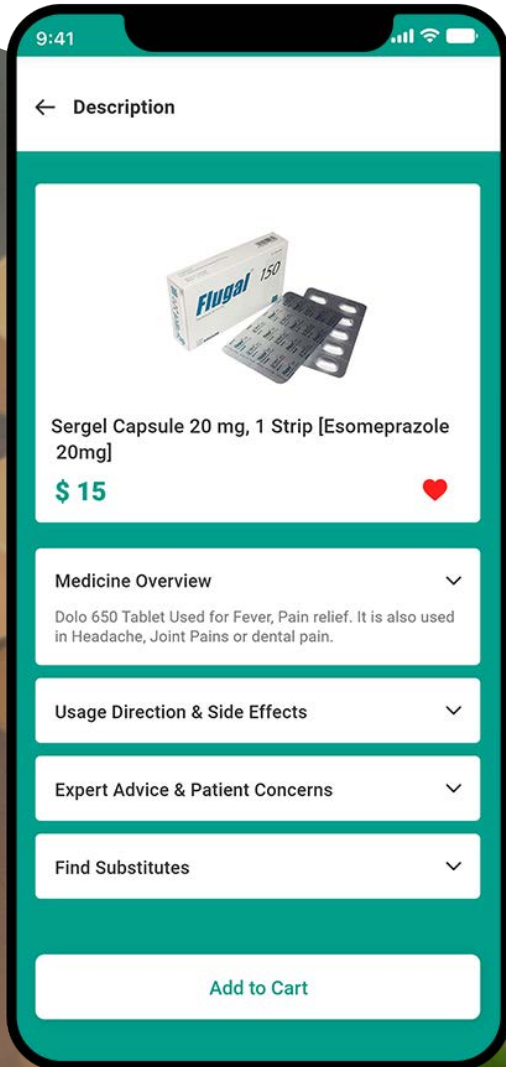 9:41
Description
Flugal 150
Sergel Capsule 20 mg, 1 Strip [Esomeprazole
20mg]
$ 15
Medicine Overview
Dolo 650 Tablet Used for Fever, Pain relief. It is also used
in Headache, Joint Pains or dental pain.
Usage Direction & Side Effects
Expert Advice & Patient Concerns
Find Substitutes
Add to Cart